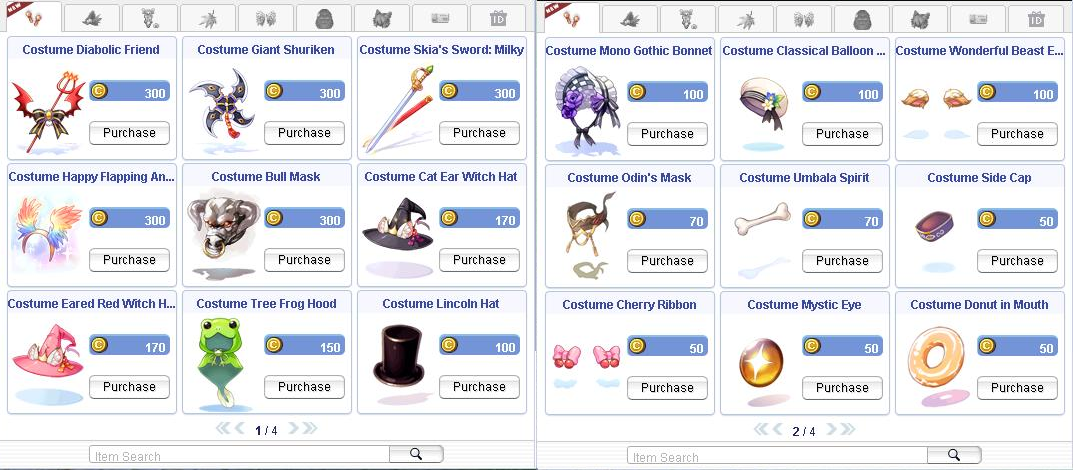 NEW
ID
Costume Diabolic Friend
300
Purchase
Costume Giant Shuriken
300
Purchase
Costume Skia's Sword: Milky
300
Purchase
Costume Happy Flapping An...
300
Purchase
Costume Bull Mask
300
Purchase
Costume Cat Ear Witch Hat
170
Purchase
Costume Eared Red Witch H...
170
Purchase
Costume Tree Frog Hood
150
Purchase
Costume Lincoln Hat
100
Purchase
1 / 4
Item Search
NEW
ID
Costume Mono Gothic Bonnet
100
Purchase
Costume Classical Balloon ...
100
Purchase
Costume Wonderful Beast E...
100
Purchase
Costume Odin's Mask
70
Purchase
Costume Umbala Spirit
70
Purchase
Costume Side Cap
50
Purchase
Costume Cherry Ribbon
50
Purchase
Costume Mystic Eye
50
Purchase
Costume Donut in Mouth
50
Purchase
2 / 4
Item Search